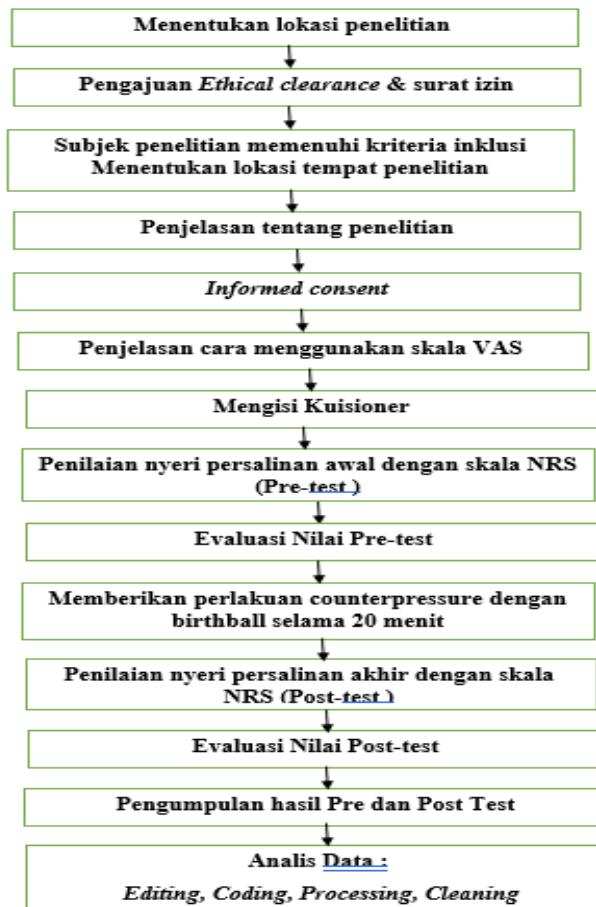 Menentukan lokasi penelitian
Pengajuan Ethical clearance & surat izin
Subjek penelitian memenuhi kriteria inklusi
Menentukan lokasi tempat penelitian
Penjelasan tentang penelitian
Informed consent
Penjelasan cara menggunakan skala VAS
Mengisi Kuisioner
Penilaian nyeri persalinan awal dengan skala NRS
(Pre-test )
Evaluasi Nilai Pre-test
Memberikan perlakuan counterpressure dengan
birthball selama 20 menit
Penilaian nyeri persalinan akhir dengan skala
NRS (Post-test )
Evaluasi Nilai Post-test
Pengumpulan hasil Pre dan Post Test
Analis Data :
Editing, Coding, Processing, Cleaning